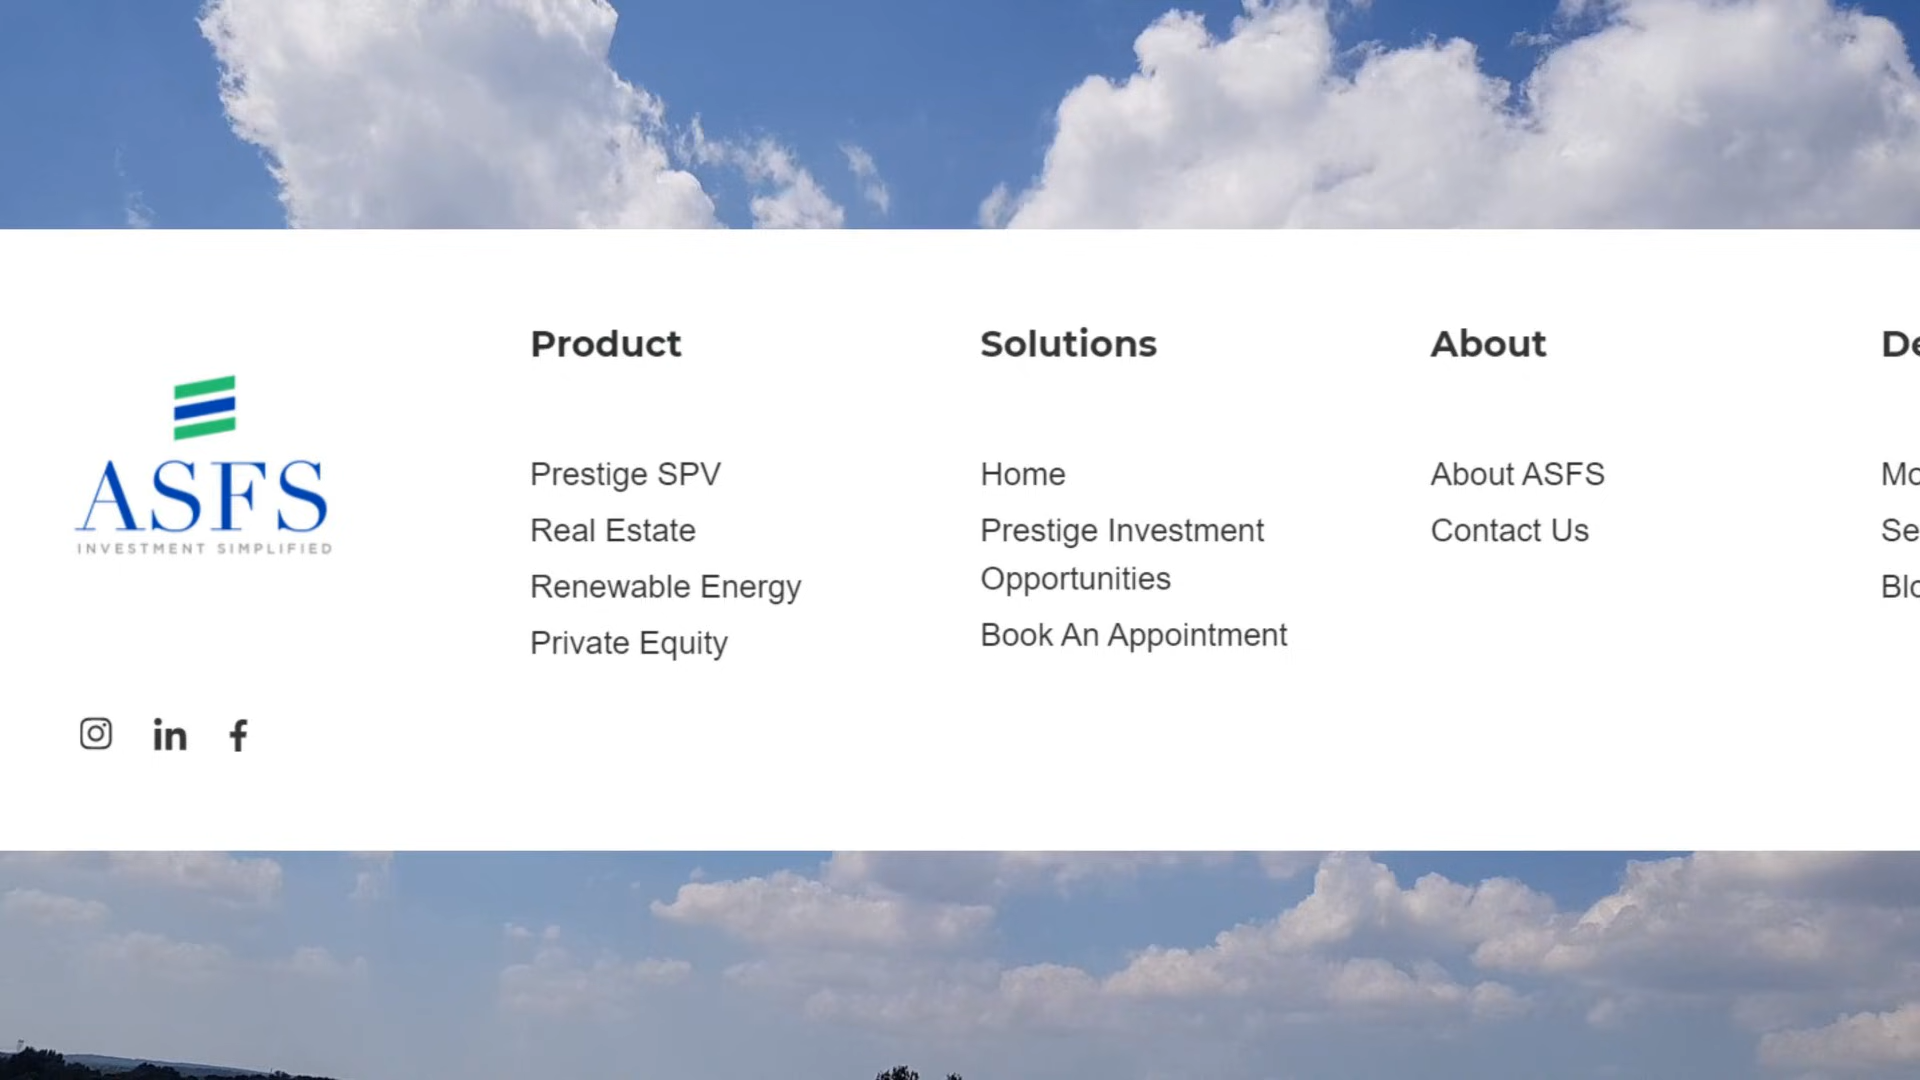 ASFS
INVESTMENT SIMPLIFIED
Product
Prestige SPV
Real Estate
Renewable Energy
Private Equity
Solutions
Home
Prestige Investment
Opportunities
Book An Appointment
About
About ASFS
Contact Us